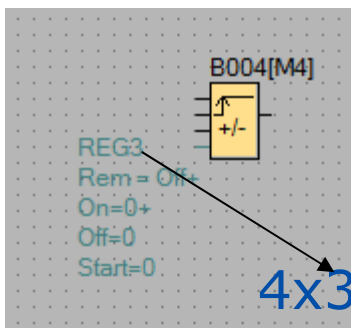 B004[M4]
+/-
REG3
Rem = Off+
On=0+
Off=0
Start=0
4x3